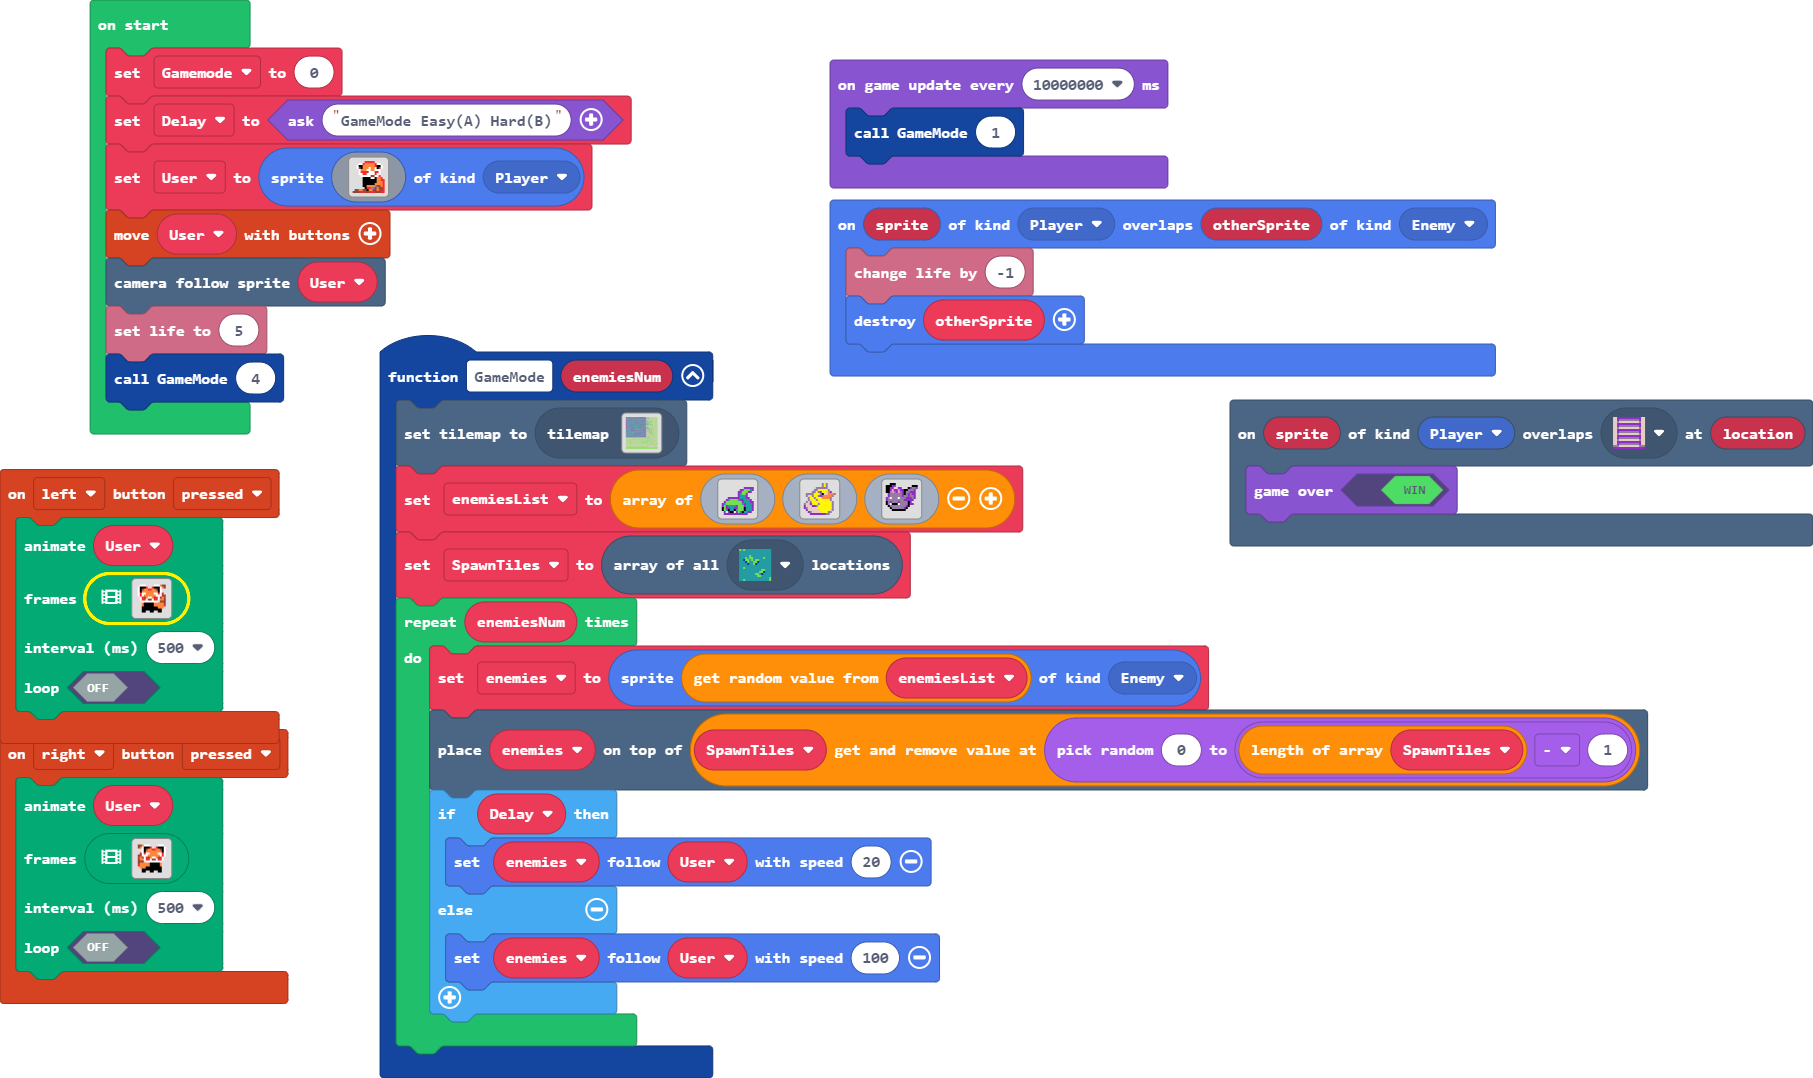 on start
set Gamemode to 0
set Delay to ask "GameMode Easy(A) Hard(B)"
set User to sprite of kind Player
move User with buttons
camera follow sprite User
set life to 5
call GameMode 4
on left button pressed
animate User
frames
interval (ms) 500
loop OFF
on right button pressed
animate User
frames
interval (ms) 500
loop OFF
function GameMode enemiesNum
set tilemap to tilemap
set enemiesList to array of
set SpawnTiles to array of all locations
repeat enemiesNum times
do
set enemies to sprite get random value from enemiesList of kind Enemy
place enemies on top of SpawnTiles get and remove value at pick random 0 to length of array SpawnTiles - 1
if Delay then
set enemies follow User with speed 20
else
set enemies follow User with speed 100
on game update every 10000000 ms
call GameMode 1
on sprite of kind Player overlaps otherSprite of kind Enemy
change life by -1
destroy otherSprite
on sprite of kind Player overlaps at location
game over WIN